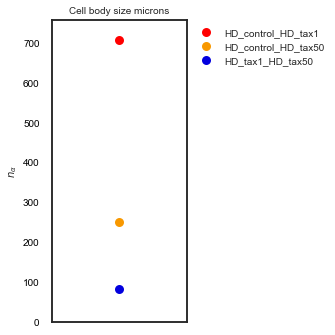 Cell body size microns
700
600
500
400
300
200
100
0
nα
HD_control_HD_tax1
HD_control_HD_tax50
HD_tax1_HD_tax50